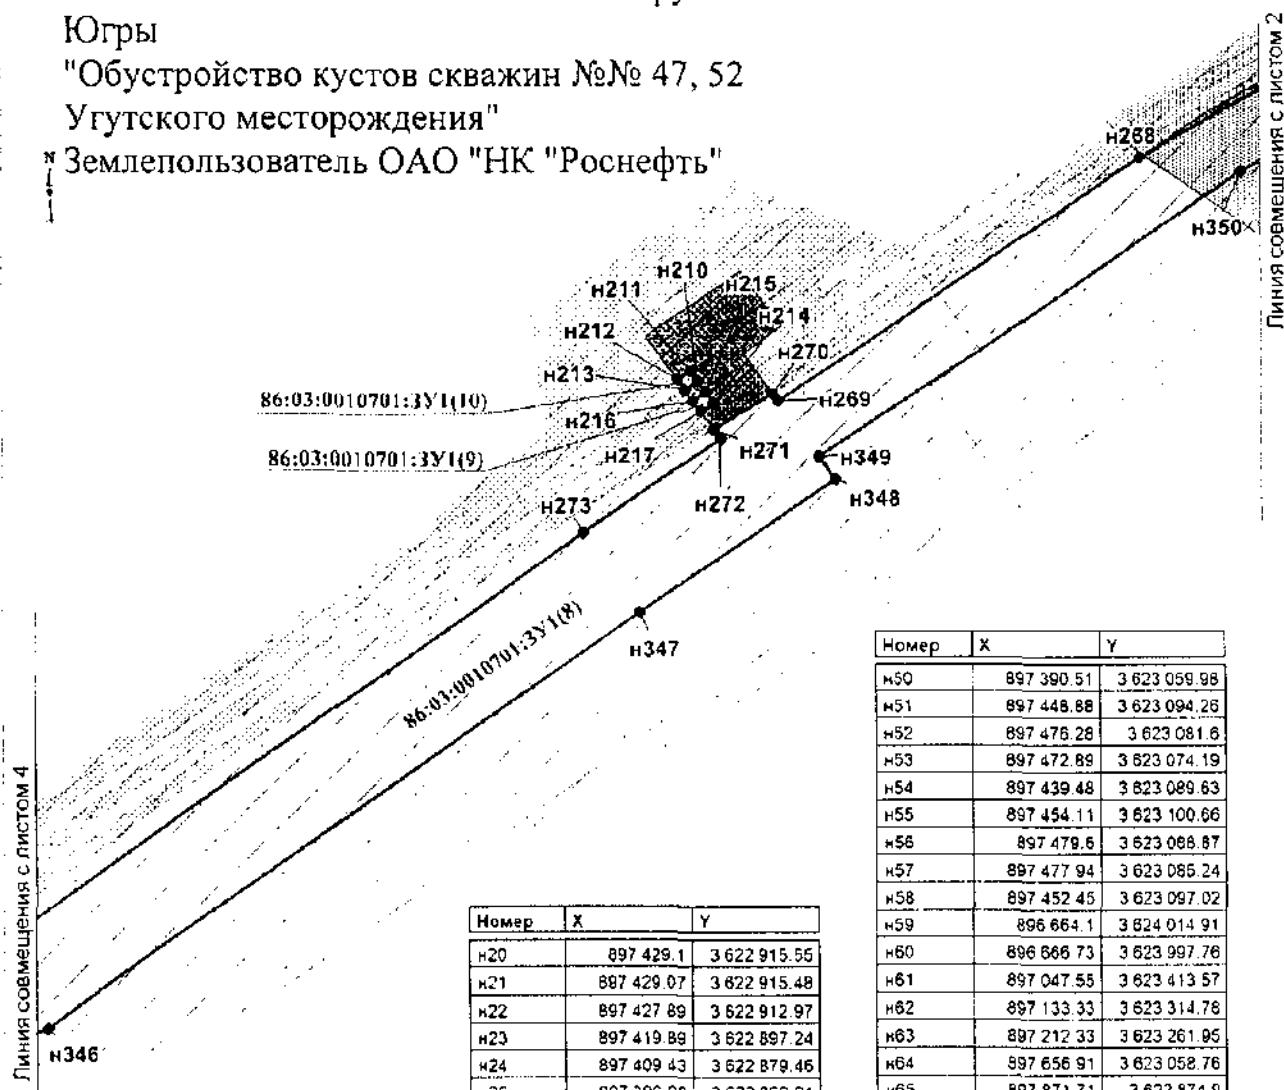 Югры
"Обустройство кустов скважин №№ 47, 52
Угутского месторождения"
Землепользователь ОАО "НК "Роснефть"
N
Линия совмещения с листом 2
н268
н350
н210
н215
н211
н214
н212
н270
н213
86:03:0010701:ЗУ1(10)
н269
н216
86:03:0010701:ЗУ1(9)
н217
н271
н349
н273
н272
н348
86:03:0010701:ЗУ1(8)
н347
Линия совмещения с листом 4
н346
Номер X Y
н50 897 390.51 3 623 059.98
н51 897 448.88 3 623 094.26
н52 897 476.28 3 623 081.6
н53 897 472.89 3 623 074.19
н54 897 439.48 3 623 089.63
н55 897 454.11 3 623 100.66
н56 897 479.6 3 623 088.87
н57 897 477.94 3 623 085.24
н58 897 452.45 3 623 097.02
н59 896 664.1 3 624 014.91
н60 896 666.73 3 623 997.76
н61 897 047.55 3 623 413.57
н62 897 133.33 3 623 314.78
н63 897 212.33 3 623 261.95
н64 897 656.91 3 623 058.76
н65
Номер X Y
н20 897 429.1 3 622 915.55
н21 897 429.07 3 622 915.48
н22 897 427.89 3 622 912.97
н23 897 419.89 3 622 897.24
н24 897 409.43 3 622 879.46